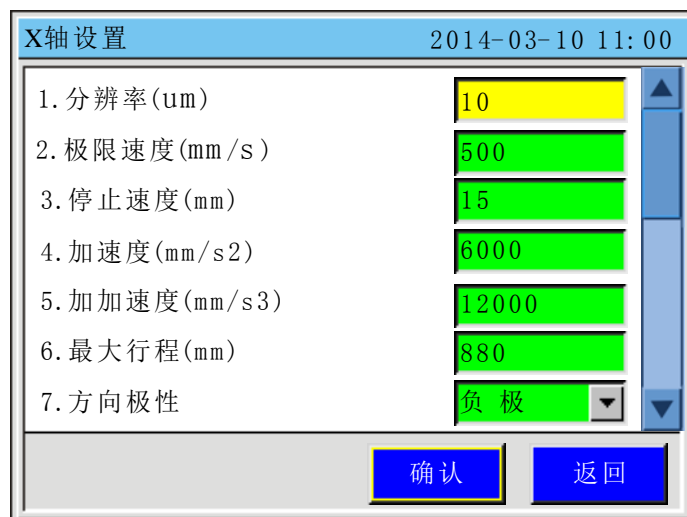 X轴设置 2014-03-10 11:00
1.分辨率(um) 10
2.极限速度(mm/s) 500
3.停止速度(mm) 15
4.加速度(mm/s2) 6000
5.加加速度(mm/s3) 12000
6.最大行程(mm) 880
7.方向极性 负极
确认 返回